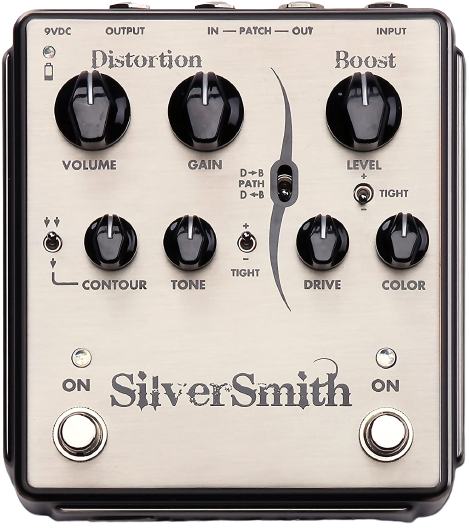 9VDC OUTPUT IN — PATCH — OUT INPUT
Distortion Boost
VOLUME GAIN LEVEL
D→B
PATH
D←B
+
TIGHT
-
+
-
TIGHT
CONTOUR TONE DRIVE COLOR
ON SilverSmith ON